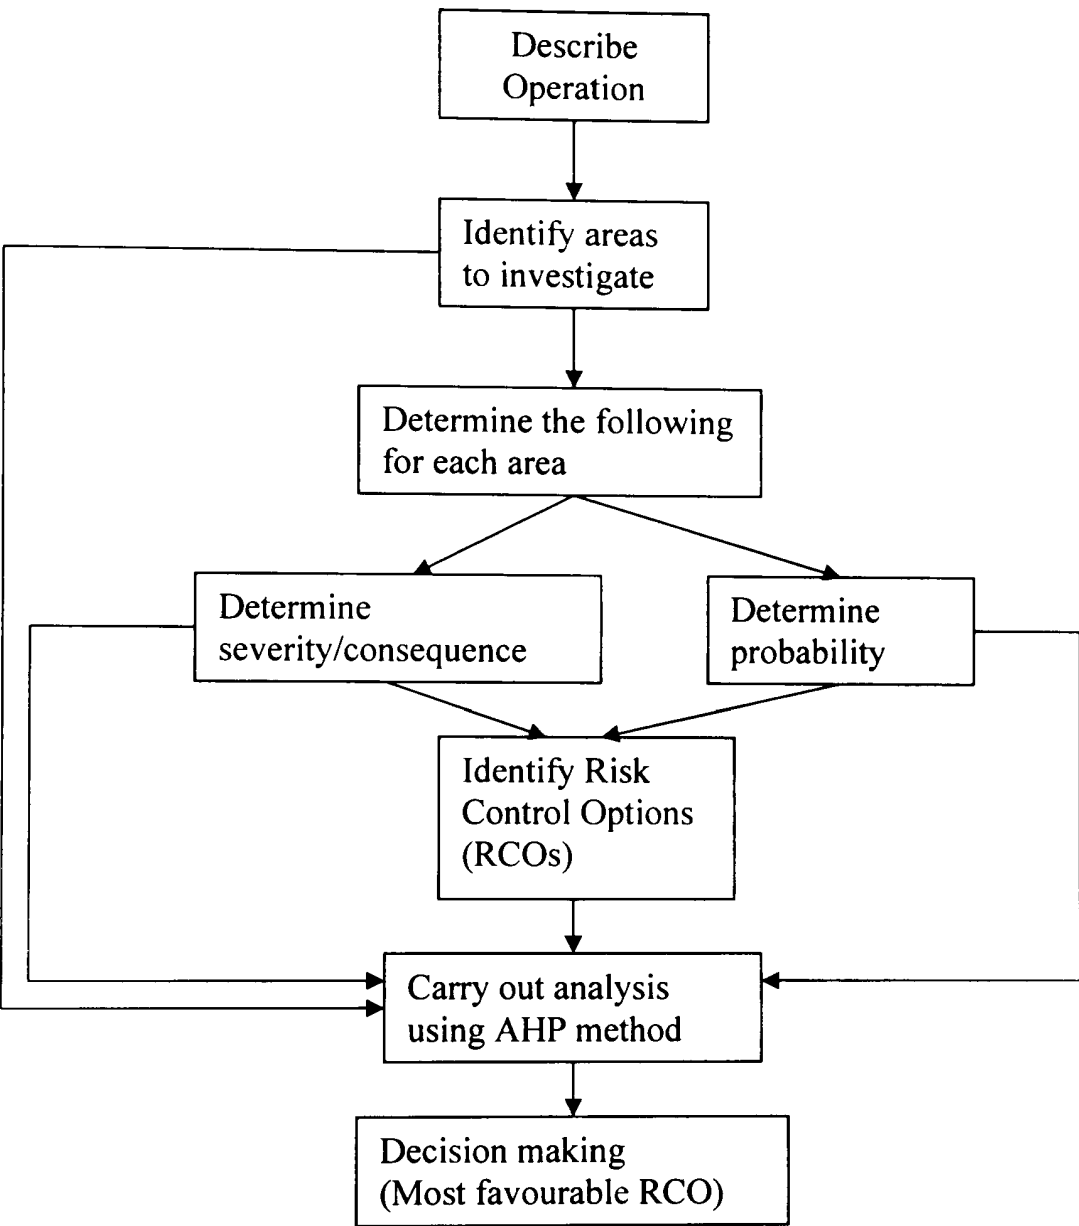 Describe
Operation
Identify areas
to investigate
Determine the following
for each area
Determine
severity/consequence
Determine
probability
Identify Risk
Control Options
(RCOs)
Carry out analysis
using AHP method
Decision making
(Most favourable RCO)